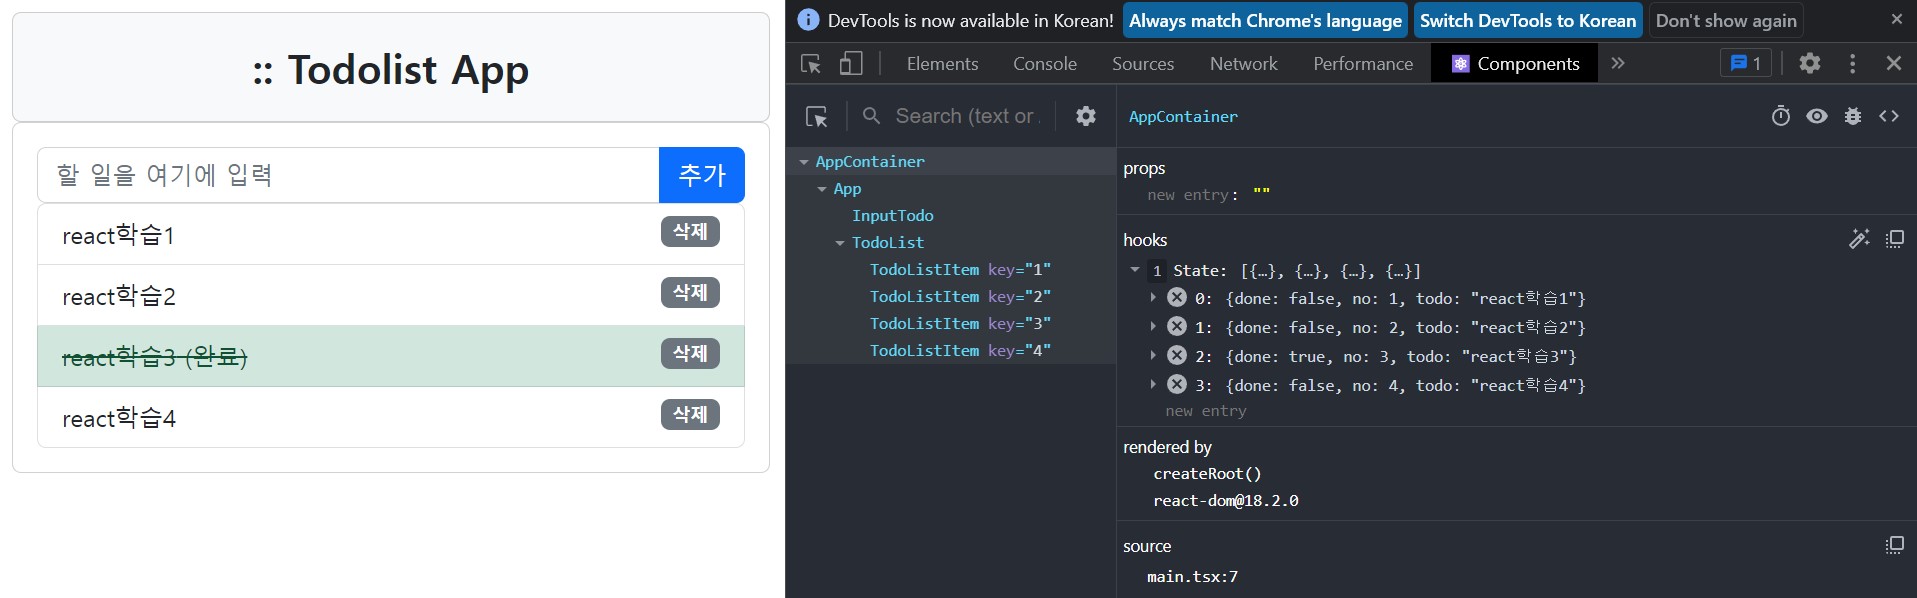 :: Todolist App
할 일을 여기에 입력
추가
react학습1
삭제
react학습2
삭제
react학습3 (완료)
삭제
react학습4
삭제
DevTools is now available in Korean!
Always match Chrome's language
Switch DevTools to Korean
Don't show again
Elements Console Sources Network Performance Components
1
Search (text or
AppContainer
App
InputTodo
TodoList
TodoListItem key="1"
TodoListItem key="2"
TodoListItem key="3"
TodoListItem key="4"
AppContainer
props
new entry: ""
hooks
1 State: [{…}, {…}, {…}, {…}]
0: {done: false, no: 1, todo: "react학습1"}
1: {done: false, no: 2, todo: "react학습2"}
2: {done: true, no: 3, todo: "react학습3"}
3: {done: false, no: 4, todo: "react학습4"}
new entry
rendered by
createRoot()
react-dom@18.2.0
source
main.tsx:7